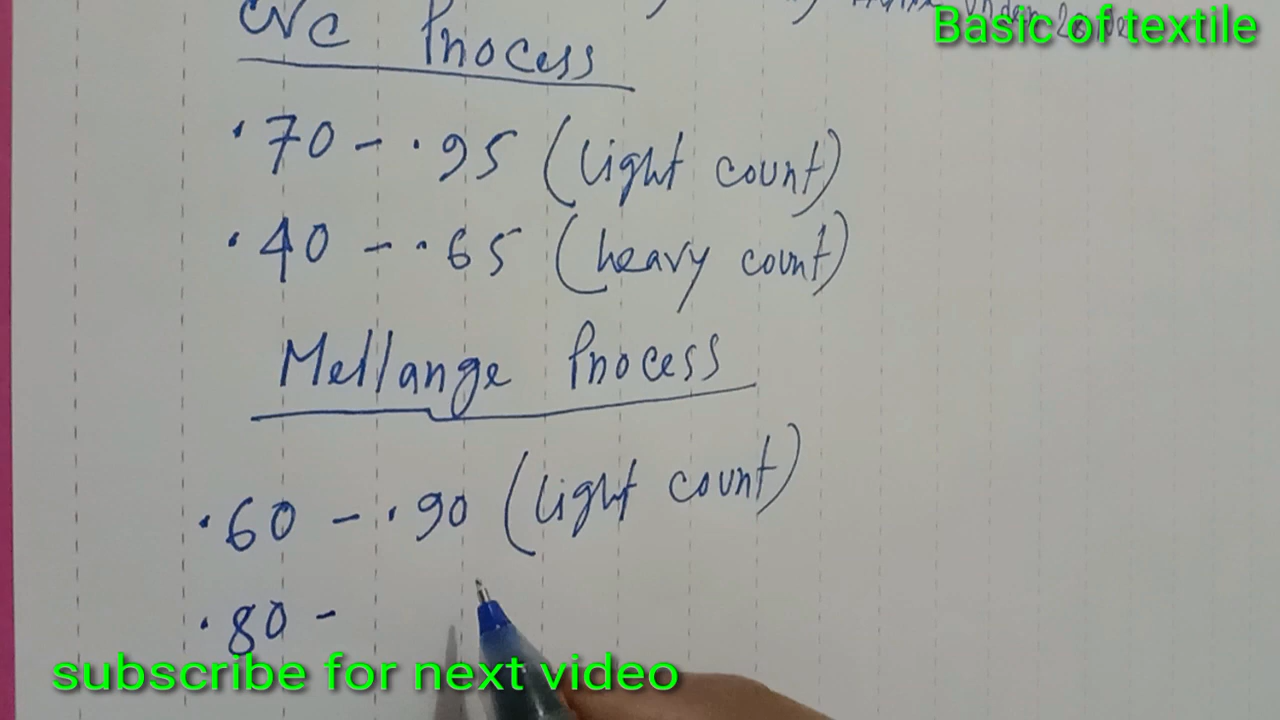 Basic of textile
CVC Process
.70 - .95 (light count)
.40 - .65 (heavy count)
Mellange Process
.60 - .90 (light count)
.80 -
subscribe for next video